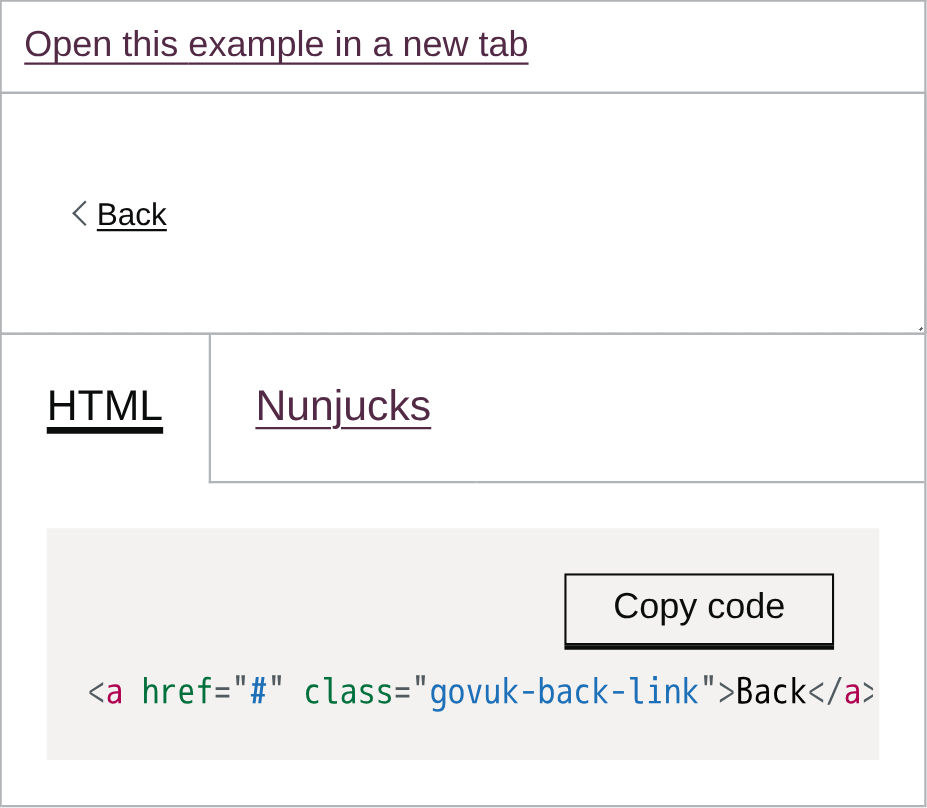 Open this example in a new tab
Back
HTML
Nunjucks
Copy code
<a href="#" class="govuk-back-link">Back</a>